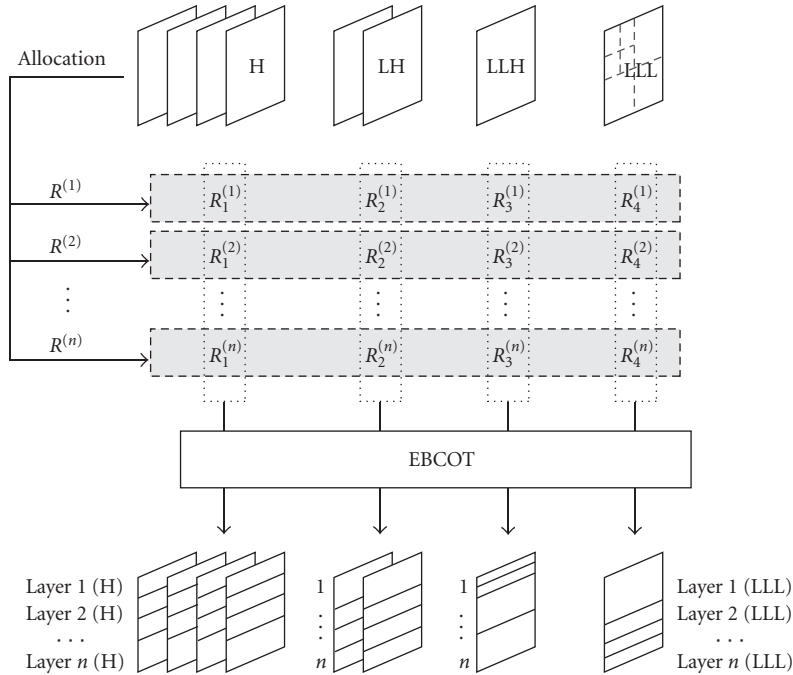 Allocation
H
LH
LLH
LLL
R^{(1)}
R_1^{(1)} R_2^{(1)} R_3^{(1)} R_4^{(1)}
R^{(2)}
R_1^{(2)} R_2^{(2)} R_3^{(2)} R_4^{(2)}
⋮ ⋮ ⋮ ⋮ ⋮
R^{(n)}
R_1^{(n)} R_2^{(n)} R_3^{(n)} R_4^{(n)}
EBCOT
Layer 1 (H)
Layer 2 (H)
. . .
Layer n (H)
1
⋮
n
1
⋮
n
Layer 1 (LLL)
Layer 2 (LLL)
. . .
Layer n (LLL)